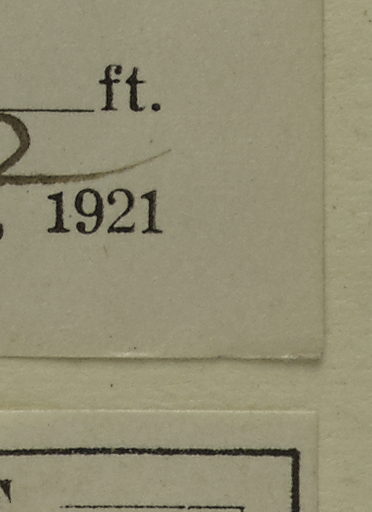 ft.
, 1921